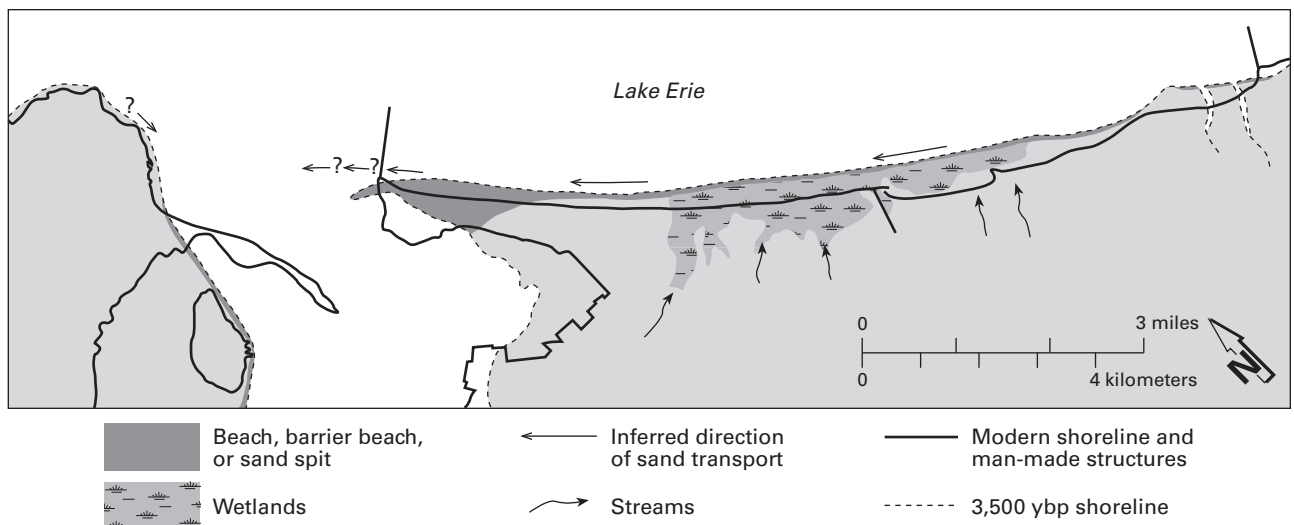 Lake Erie
?
? ?
0 3 miles
0 4 kilometers
N
Beach, barrier beach,
or sand spit
Inferred direction
of sand transport
Modern shoreline and
man-made structures
Wetlands
Streams
3,500 ybp shoreline